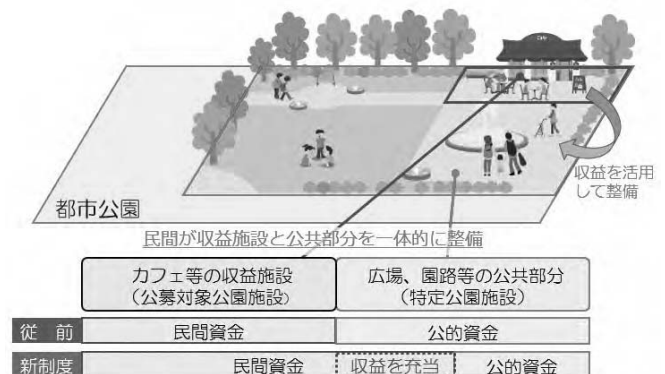 収益を活用
して整備
都市公園
民間が収益施設と公共部分を一体的に整備
カフェ等の収益施設
(公募対象公園施設)
広場、園路等の公共部分
(特定公園施設)
従 前 民間資金 公的資金
新制度 民間資金 収益を充当 公的資金